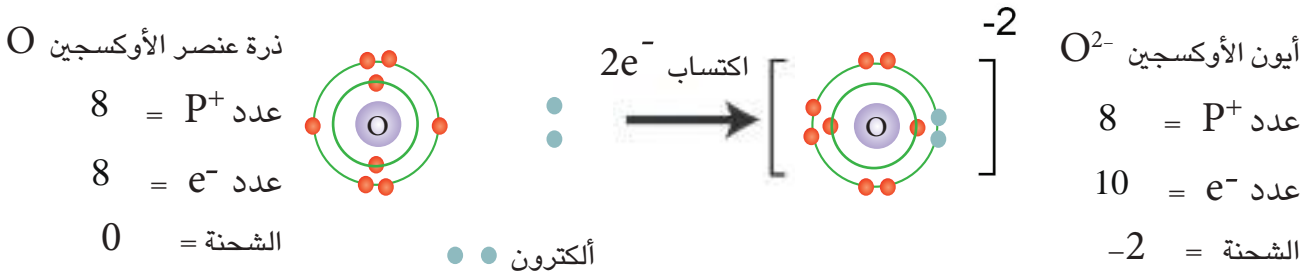 ذرة عنصر الأوكسجين O
عدد P⁺ = 8
عدد e⁻ = 8
الشحنة = 0
O
اكتساب 2e⁻
O
-2
ألكترون
أيون الأوكسجين O²⁻
عدد P⁺ = 8
عدد e⁻ = 10
الشحنة = 2–